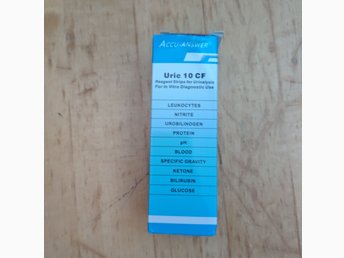 ACCU-ANSWER
Uric 10 CF
Reagent Strips for Urinalysis
For In Vitro Diagnostic Use
LEUKOCYTES
NITRITE
UROBILINOGEN
PROTEIN
pH
BLOOD
SPECIFIC GRAVITY
KETONE
BILIRUBIN
GLUCOSE